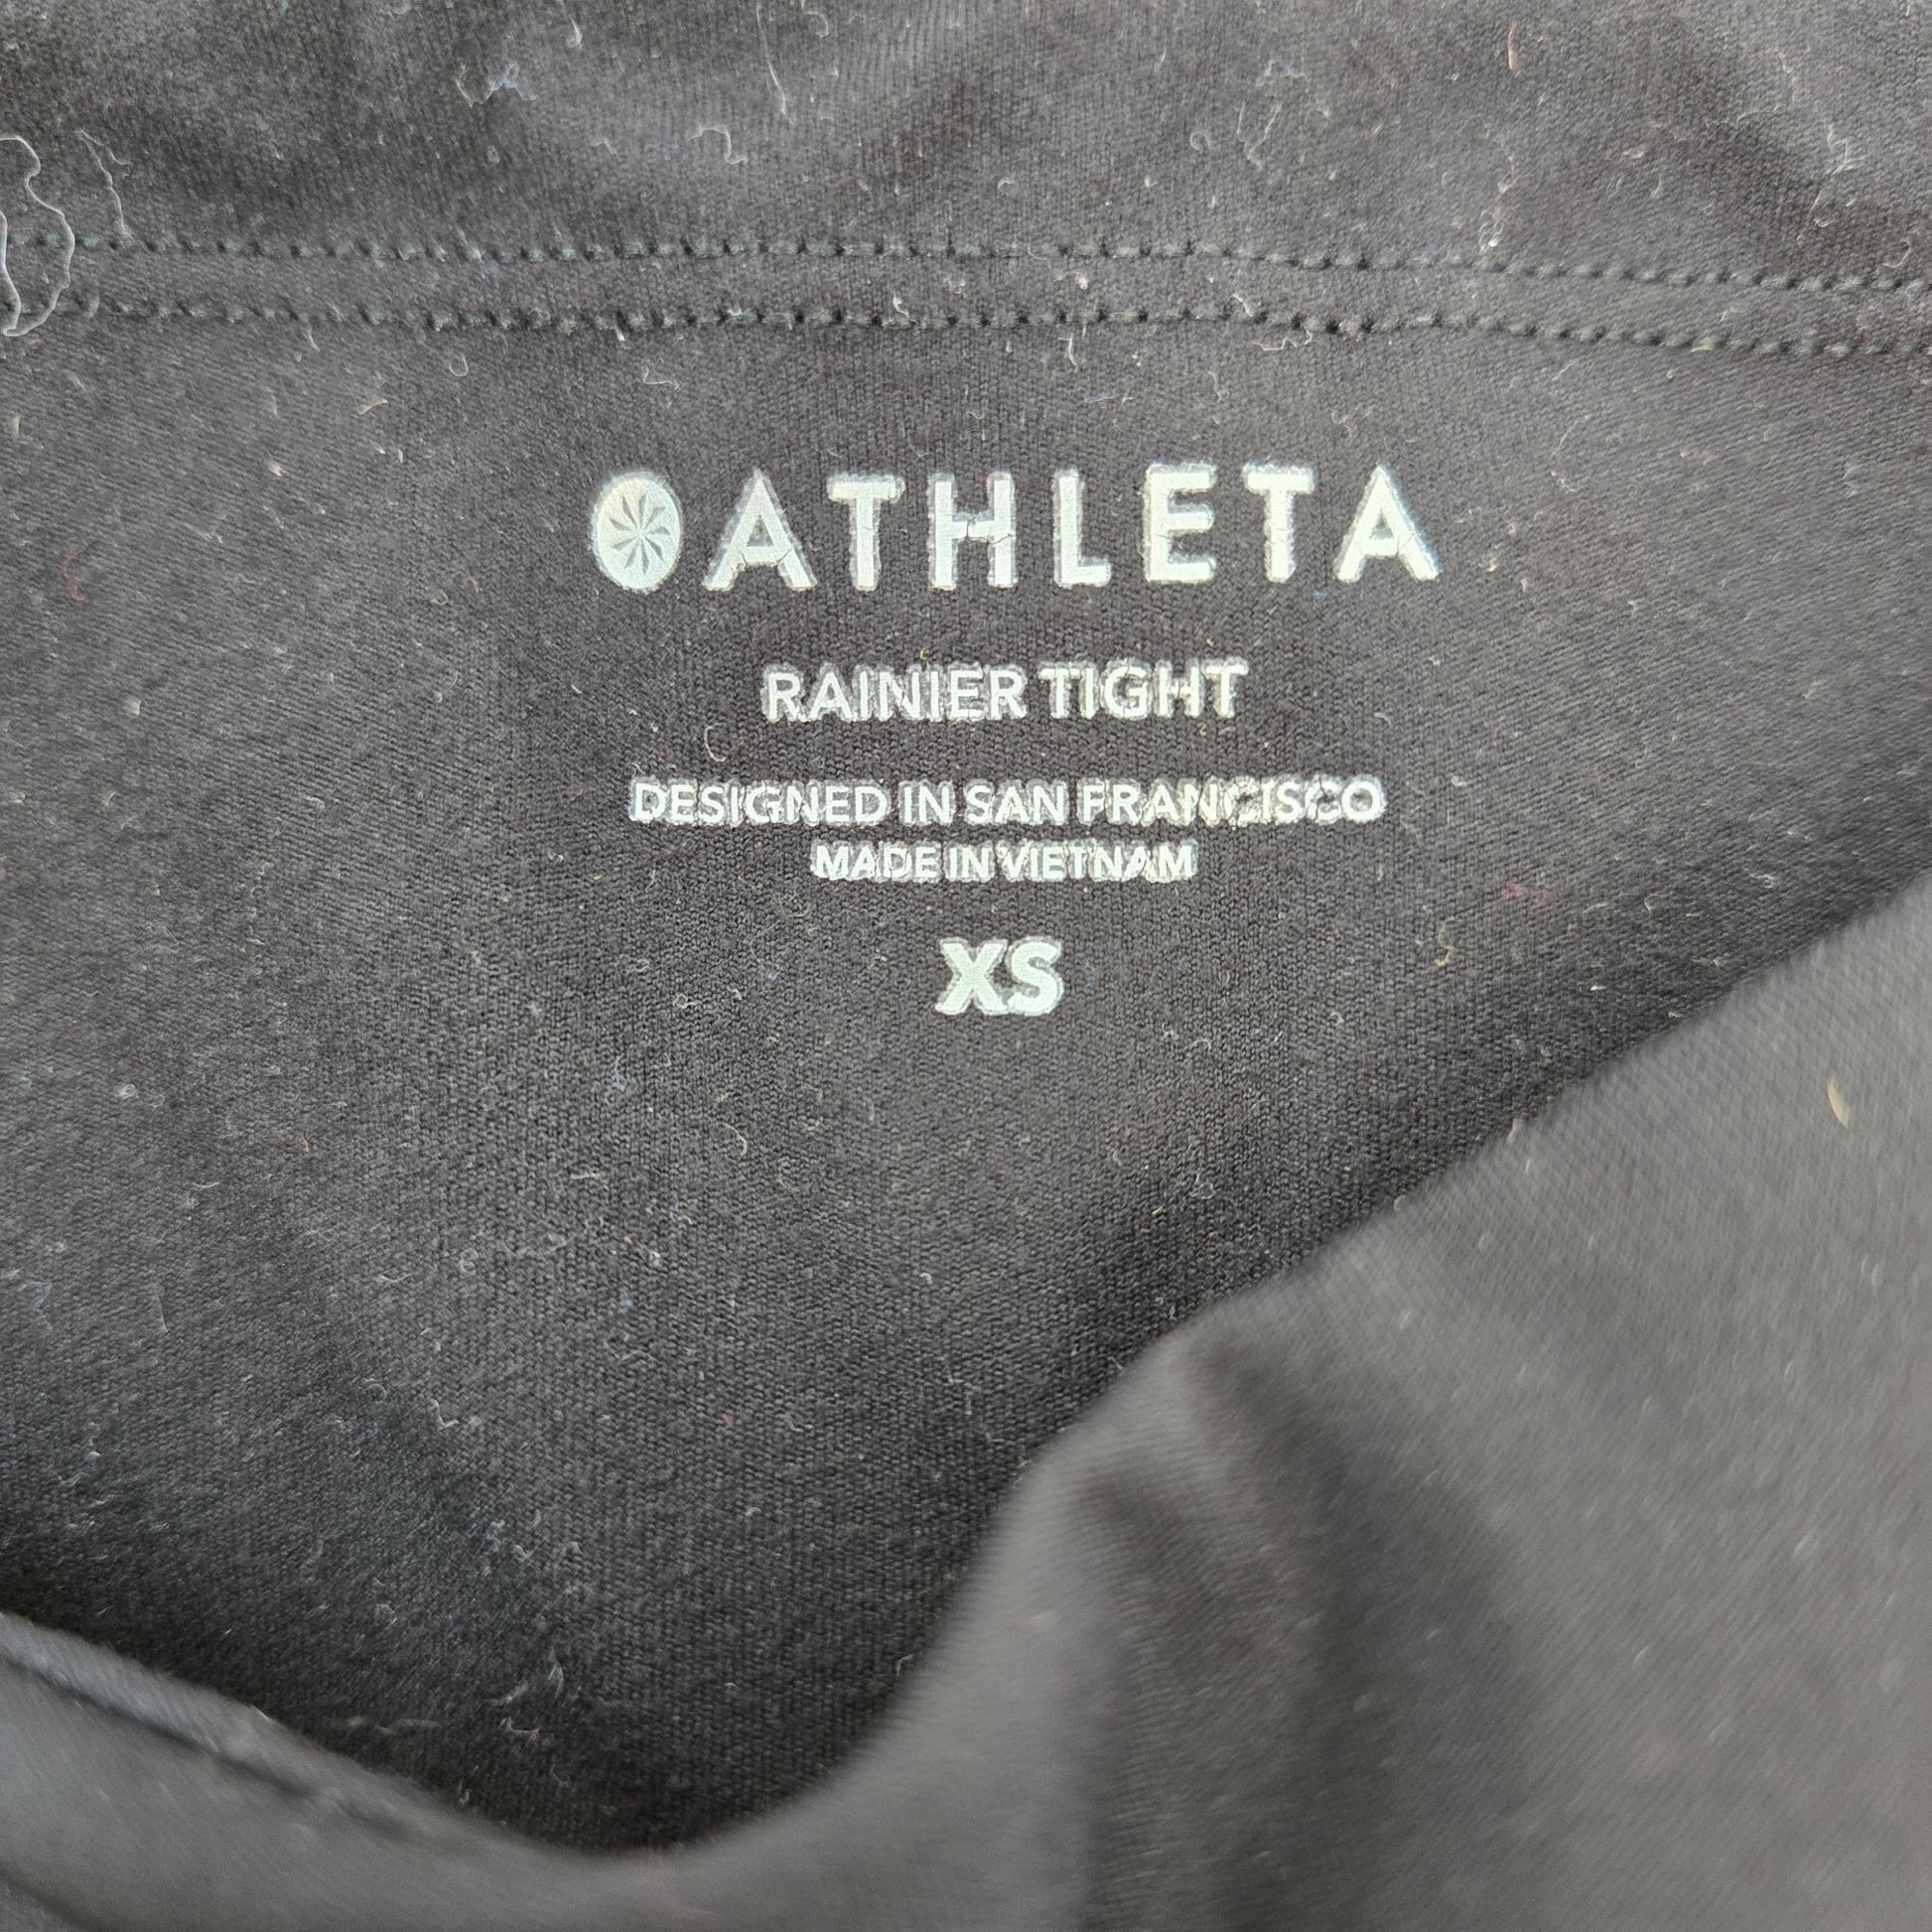 ATHLETA
RAINIER TIGHT
DESIGNED IN SAN FRANCISCO
MADE IN VIETNAM
XS